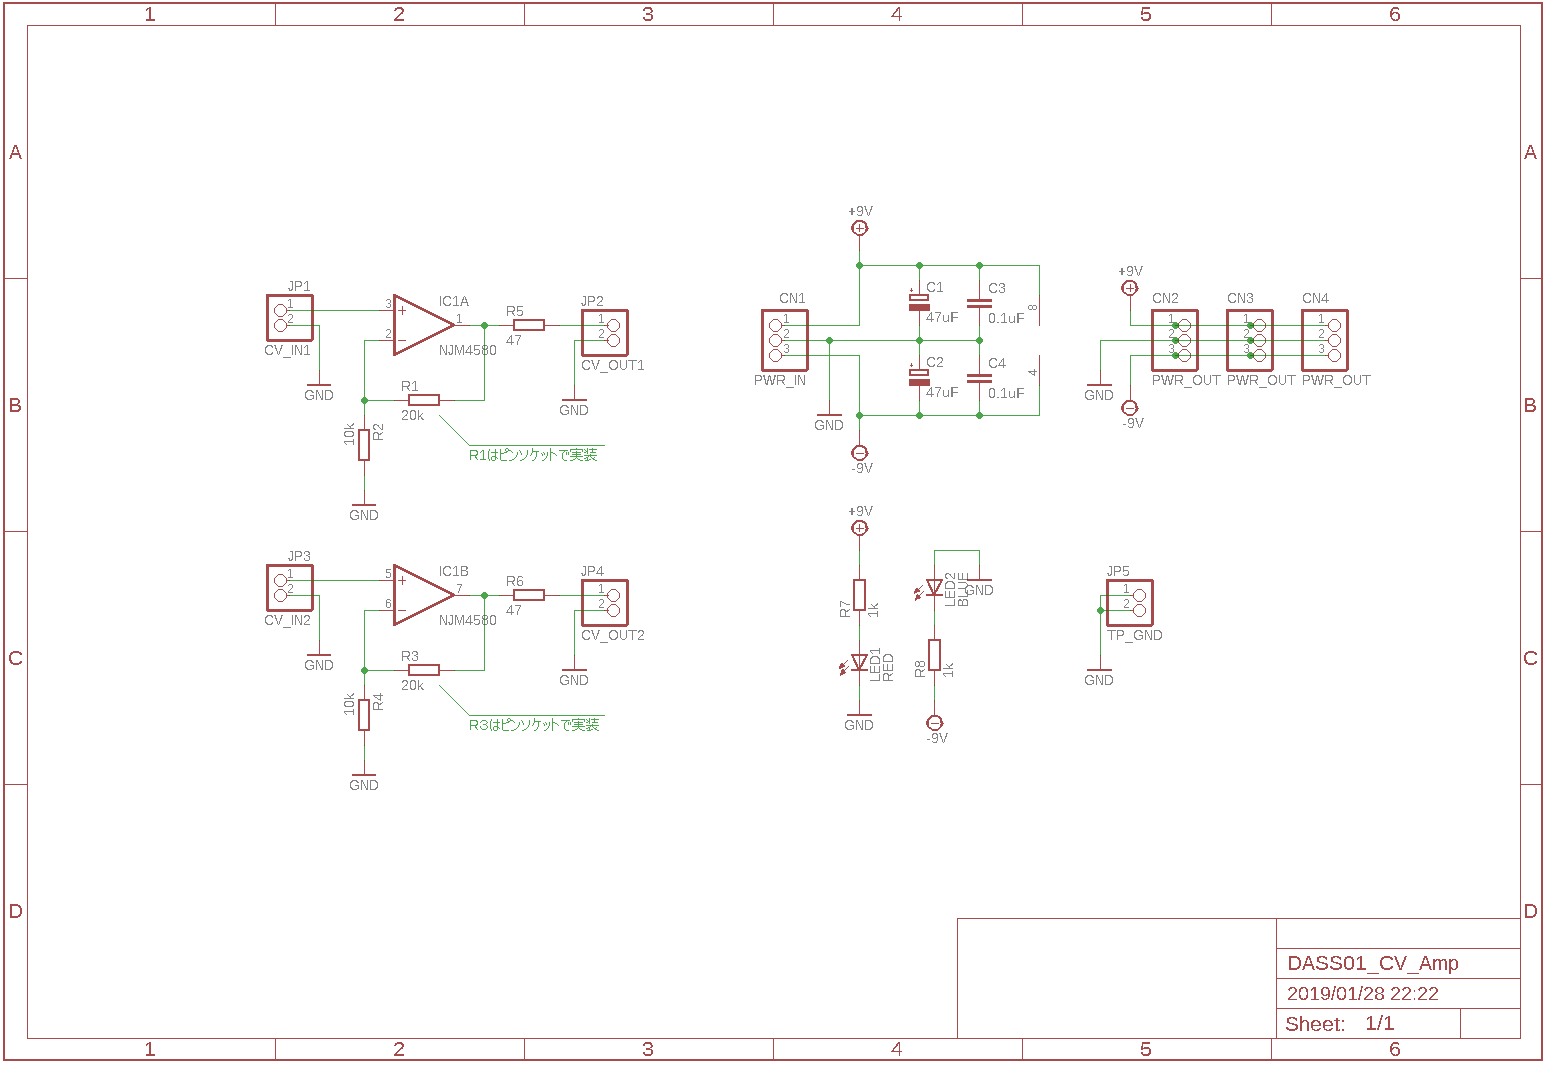 1 2 3 4 5 6
A A
B B
C C
D D
JP1
1
2
CV_IN1
GND
3
2
IC1A
1
NJM4580
R5
47
JP2
1
2
CV_OUT1
GND
R1
20k
10k
R2
GND
R1はピンソケットで実装
JP3
1
2
CV_IN2
GND
5
6
IC1B
7
NJM4580
R6
47
JP4
1
2
CV_OUT2
GND
R3
20k
10k
R4
GND
R3はピンソケットで実装
+9V
CN1
1
2
3
PWR_IN
GND
C1
47uF
C3
0.1uF
8
C2
47uF
C4
0.1uF
4
-9V
+9V
CN2 CN3 CN4
1 1 1
2 2 2
3 3 3
GND
PWR_OUT PWR_OUT PWR_OUT
-9V
+9V
R7
1k
LED1
RED
GND
LED2
BLUE
GND
R8
1k
-9V
JP5
1
2
TP_GND
GND
DASS01_CV_Amp
2019/01/28 22:22
Sheet: 1/1
1 2 3 4 5 6